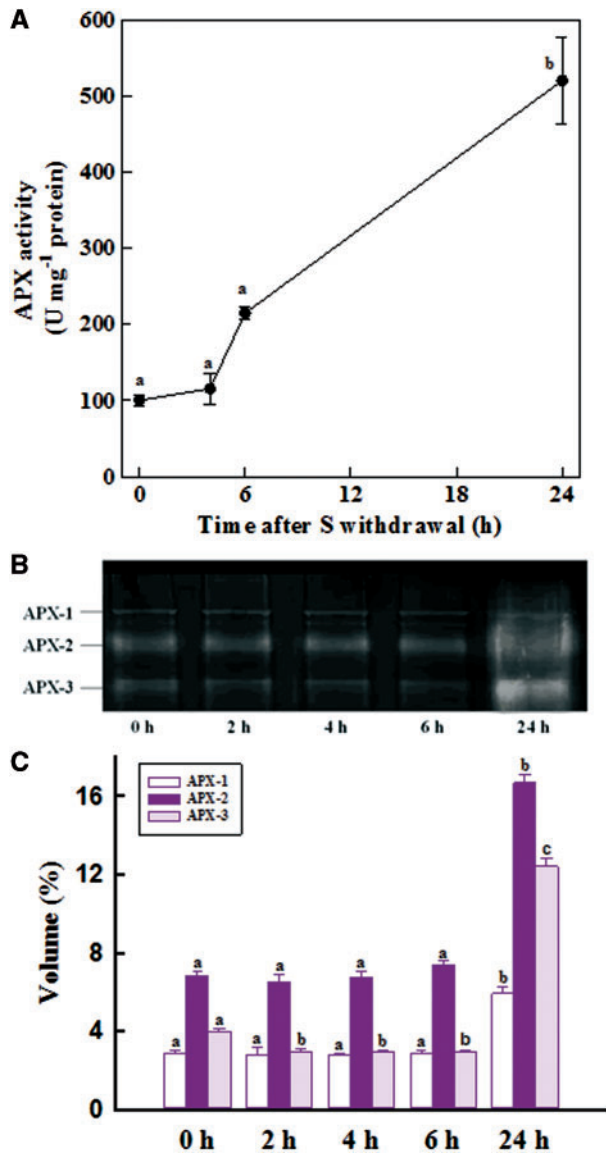 A
600
500
400
300
200
100
0
APX activity
(U mg⁻¹ protein)
a
a
a
b
0 6 12 18 24
Time after S withdrawal (h)
B
APX-1
APX-2
APX-3
0 h 2 h 4 h 6 h 24 h
C
APX-1
APX-2
APX-3
16
12
8
4
0
Volume (%)
a a a
a a b
a a b
a a b
b b c
0 h 2 h 4 h 6 h 24 h